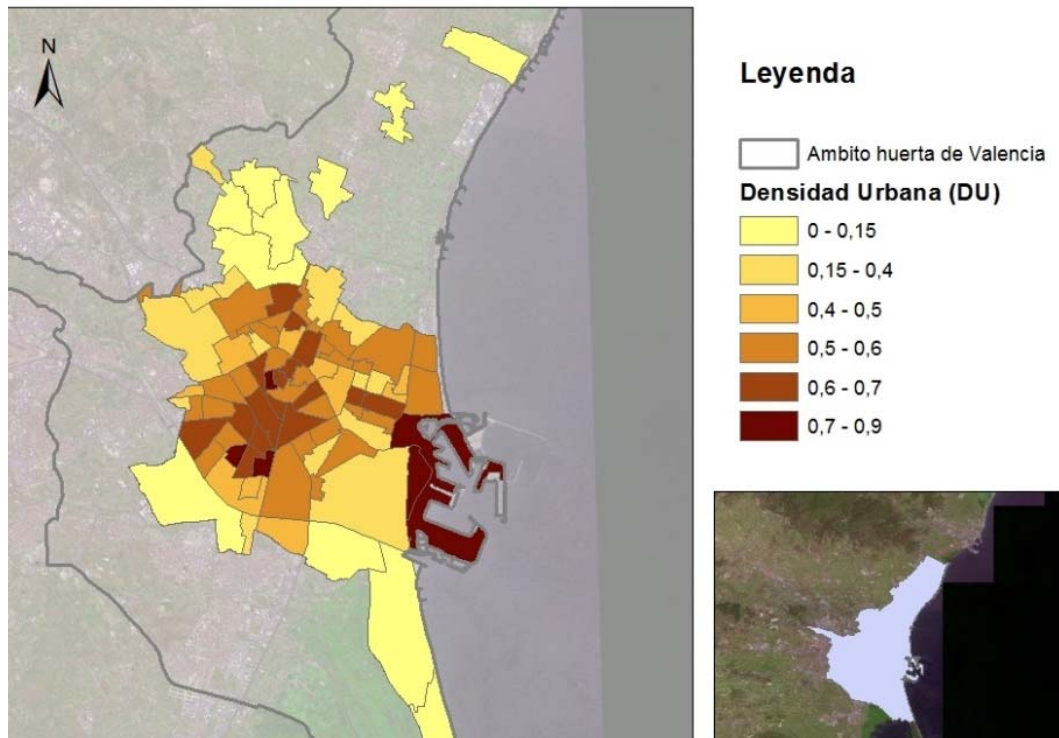 N
Leyenda
Ambito huerta de Valencia
Densidad Urbana (DU)
0 - 0,15
0,15 - 0,4
0,4 - 0,5
0,5 - 0,6
0,6 - 0,7
0,7 - 0,9